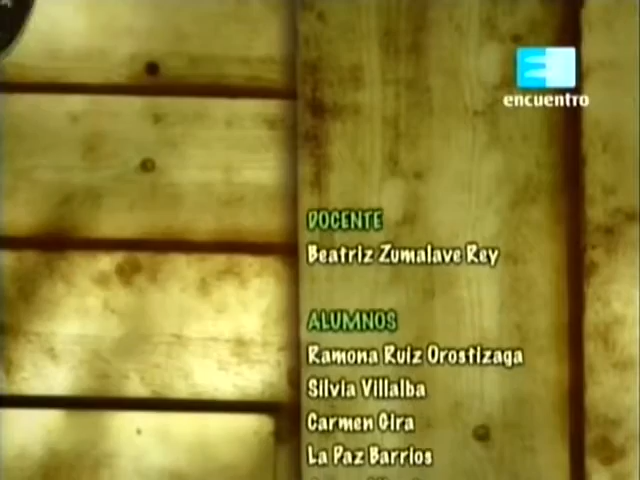 encuentro
DOCENTE
Beatriz Zumalave Rey
ALUMNOS
Ramona Ruiz Orostizaga
Silvia Villalba
Carmen Gira
La Paz Barrios